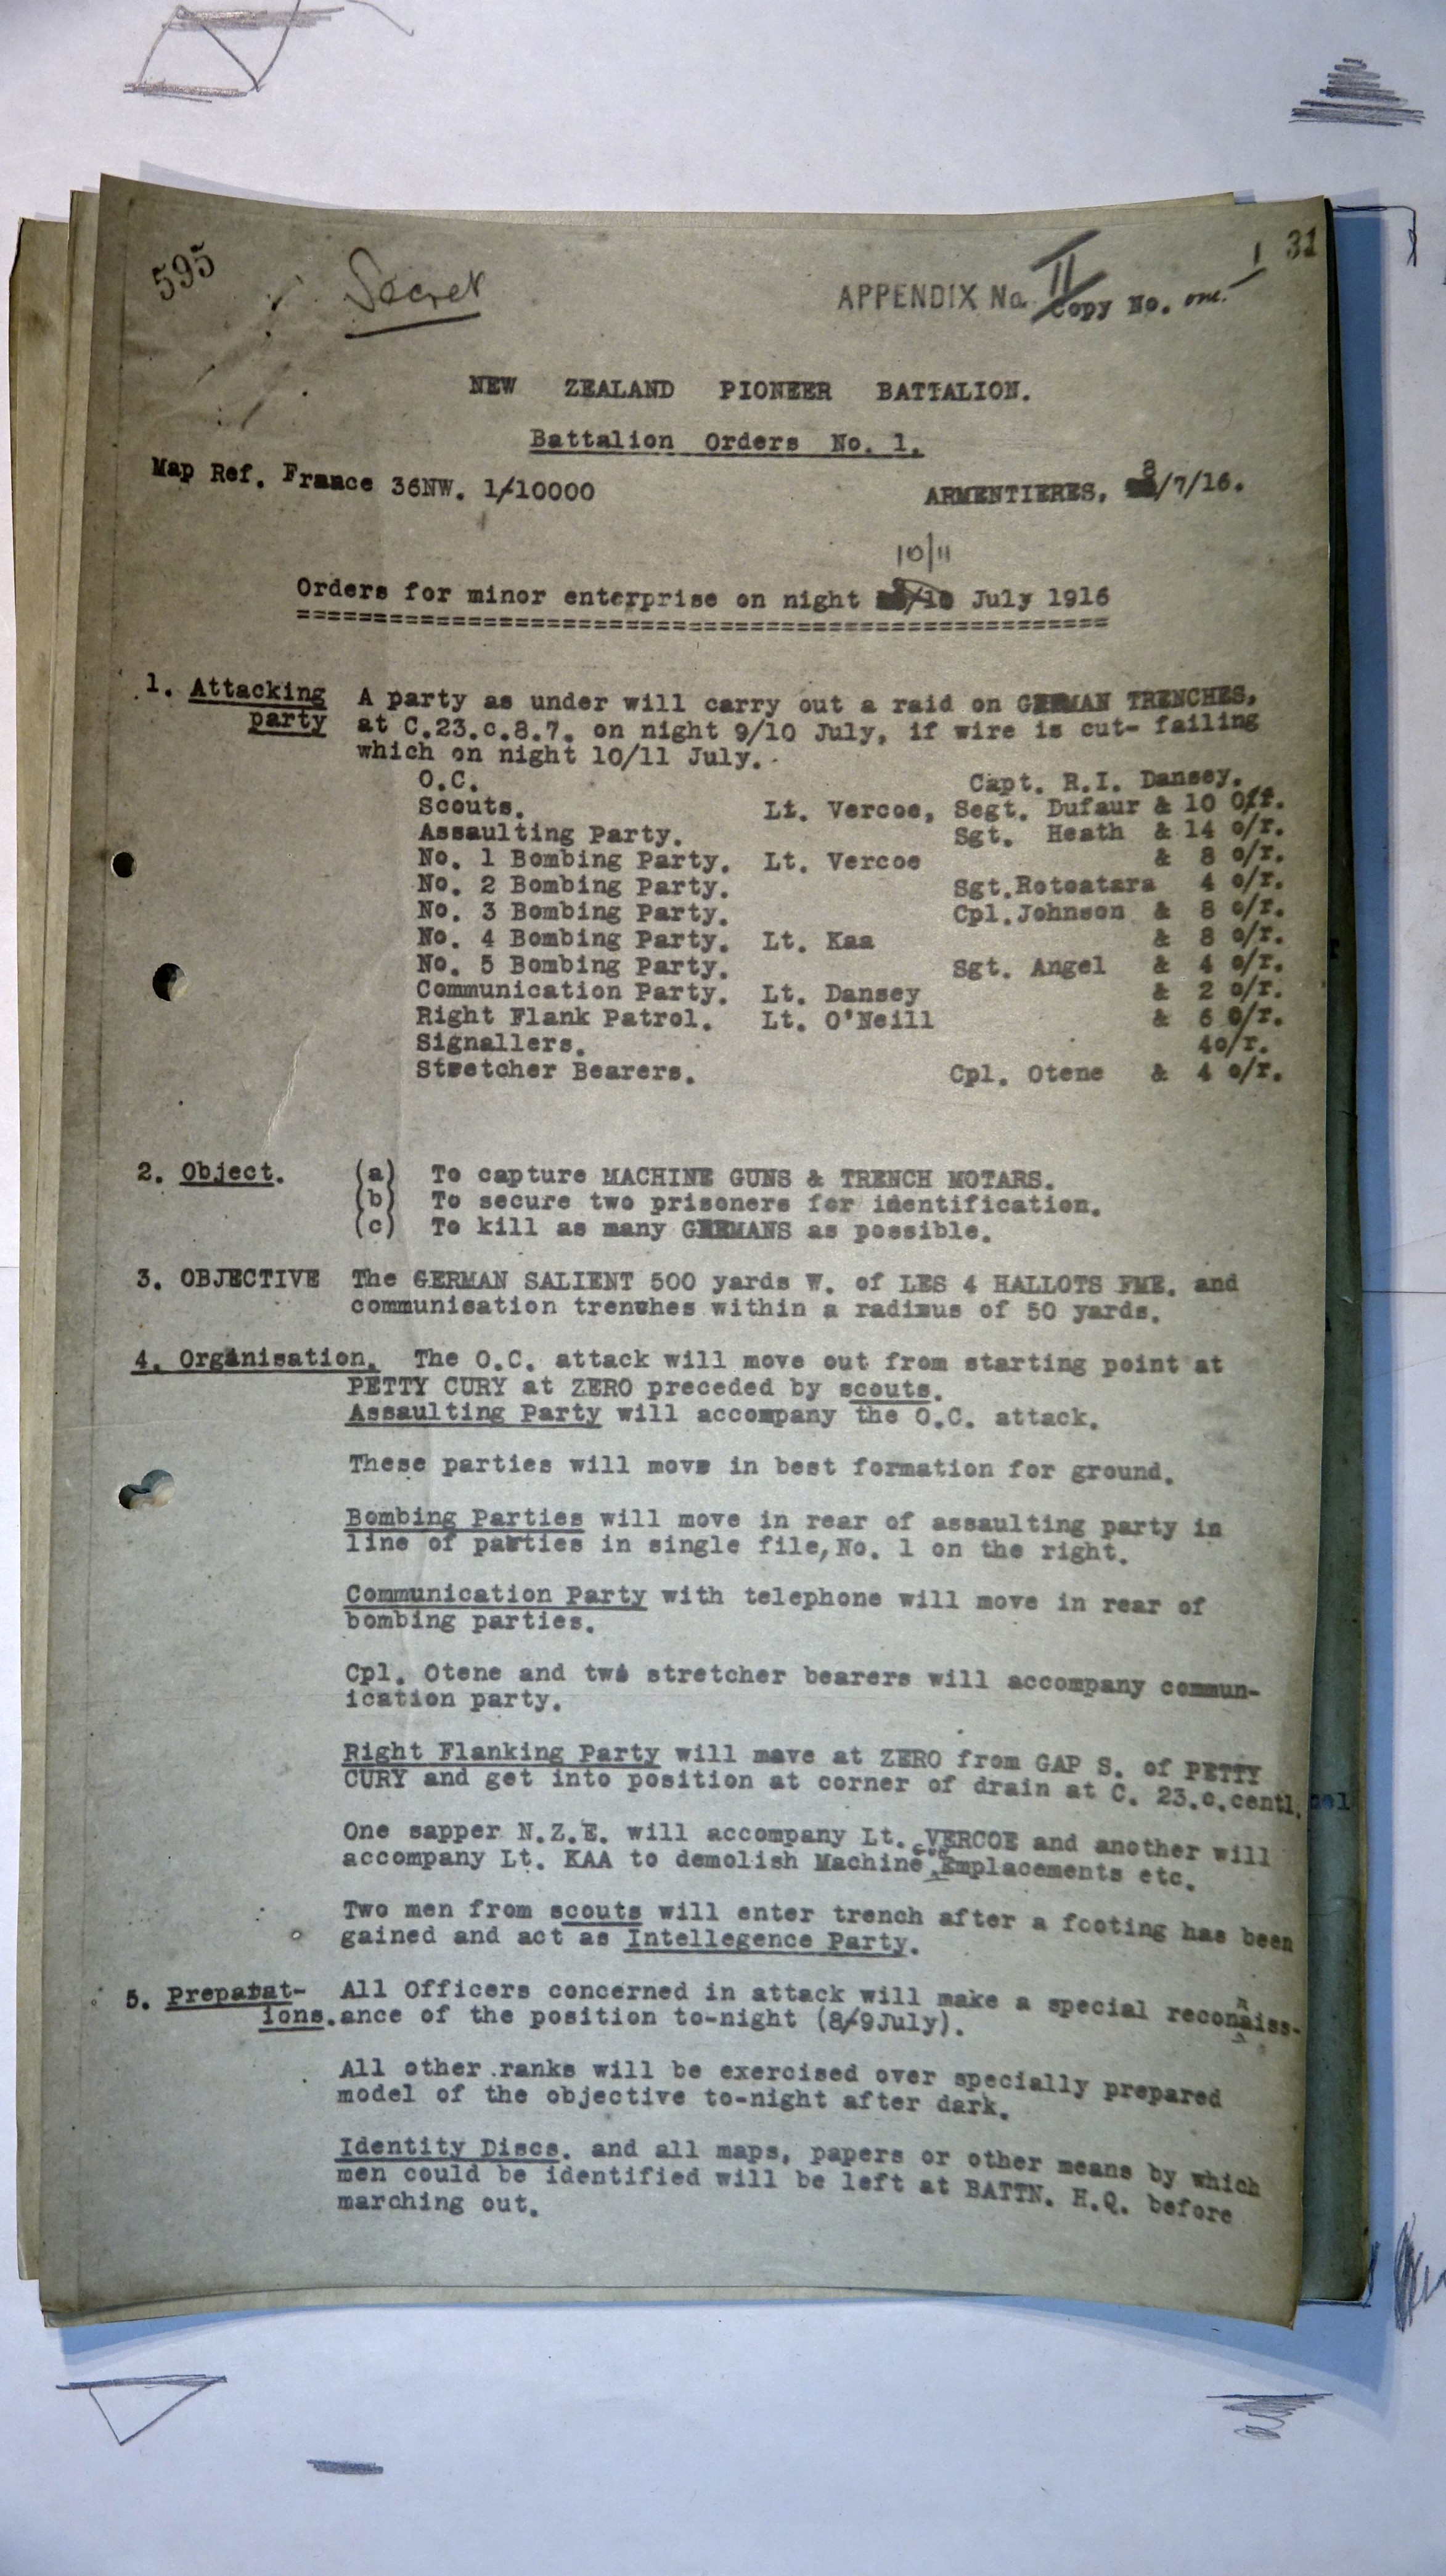 595
Secret
APPENDIX No. II
1 31
Copy No. one.
NEW ZEALAND PIONEER BATTALION.
Battalion Orders No. 1.
Map Ref. France 36NW. 1/10000
ARMENTIERES, 8/7/16.
10/11
Orders for minor enterprise on night July 1916
==================================================
1. Attacking party A party as under will carry out a raid on GERMAN TRENCHES,
at C.23.c.8.7. on night 9/10 July, if wire is cut- failing
which on night 10/11 July.
O.C. Capt. R.I. Dansey.
Scouts. Lt. Vercoe, Segt. Dufaur & 10 O/r.
Assaulting Party. Sgt. Heath & 14 o/r.
No. 1 Bombing Party. Lt. Vercoe & 8 o/r.
No. 2 Bombing Party. Sgt.Rotoatara 4 o/r.
No. 3 Bombing Party. Cpl.Johnson & 8 o/r.
No. 4 Bombing Party. Lt. Kaa & 8 o/r.
No. 5 Bombing Party. Sgt. Angel & 4 o/r.
Communication Party. Lt. Dansey & 2 o/r.
Right Flank Patrol. Lt. O'Neill & 6 o/r.
Signallers. 4o/r.
Stretcher Bearers. Cpl. Otene & 4 o/r.
2. Object. (a) To capture MACHINE GUNS & TRENCH MOTARS.
(b) To secure two prisoners for identification.
(c) To kill as many GERMANS as possible.
3. OBJECTIVE The GERMAN SALIENT 500 yards W. of LES 4 HALLOTS FME. and
communisation trenches within a radius of 50 yards.
4. Organisation. The O.C. attack will move out from starting point at
PETTY CURY at ZERO preceded by scouts.
Assaulting Party will accompany the O.C. attack.
These parties will move in best formation for ground.
Bombing Parties will move in rear of assaulting party in
line of parties in single file,No. 1 on the right.
Communication Party with telephone will move in rear of
bombing parties.
Cpl. Otene and two stretcher bearers will accompany commun-
ication party.
Right Flanking Party will move at ZERO from GAP S. of PETTY
CURY and get into position at corner of drain at C. 23.c.centl.
One sapper N.Z.E. will accompany Lt. VERCOE and another will
accompany Lt. KAA to demolish Machine gun Emplacements etc.
Two men from scouts will enter trench after a footing has been
gained and act as Intellegence Party.
5. Preparat- All Officers concerned in attack will make a special reconnaiss-
ions.ance of the position to-night (8/9July).
All other ranks will be exercised over specially prepared
model of the objective to-night after dark.
Identity Discs. and all maps, papers or other means by which
men could be identified will be left at BATTN. H.Q. before
marching out.